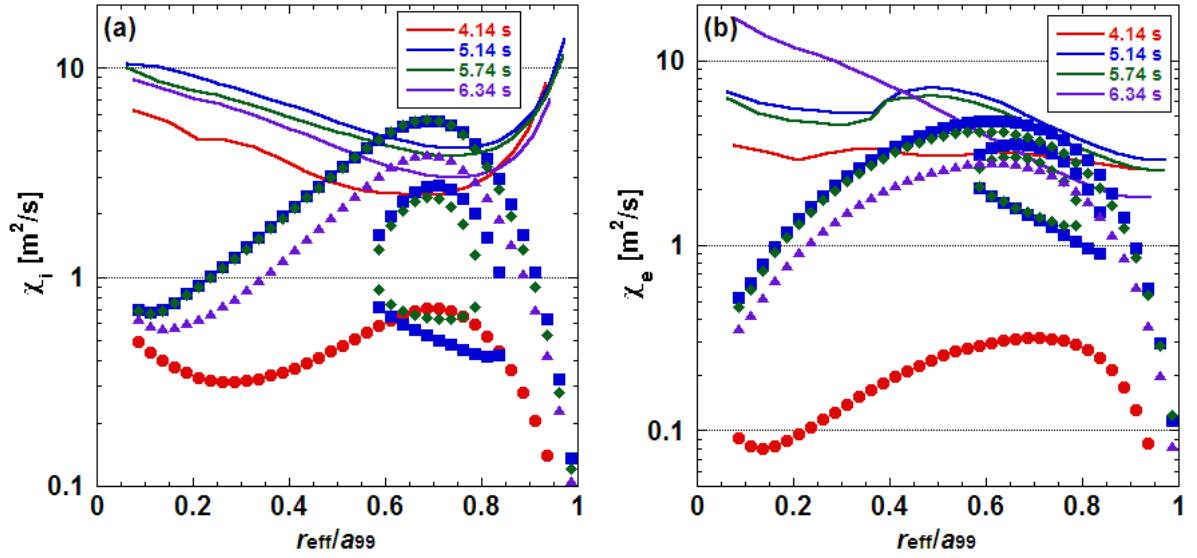 (a)
4.14 s
5.14 s
5.74 s
6.34 s
10
1
0.1
χi [m²/s]
0
0.2
0.4
0.6
0.8
1
reff/a99
(b)
4.14 s
5.14 s
5.74 s
6.34 s
10
1
0.1
χe [m²/s]
0
0.2
0.4
0.6
0.8
1
reff/a99